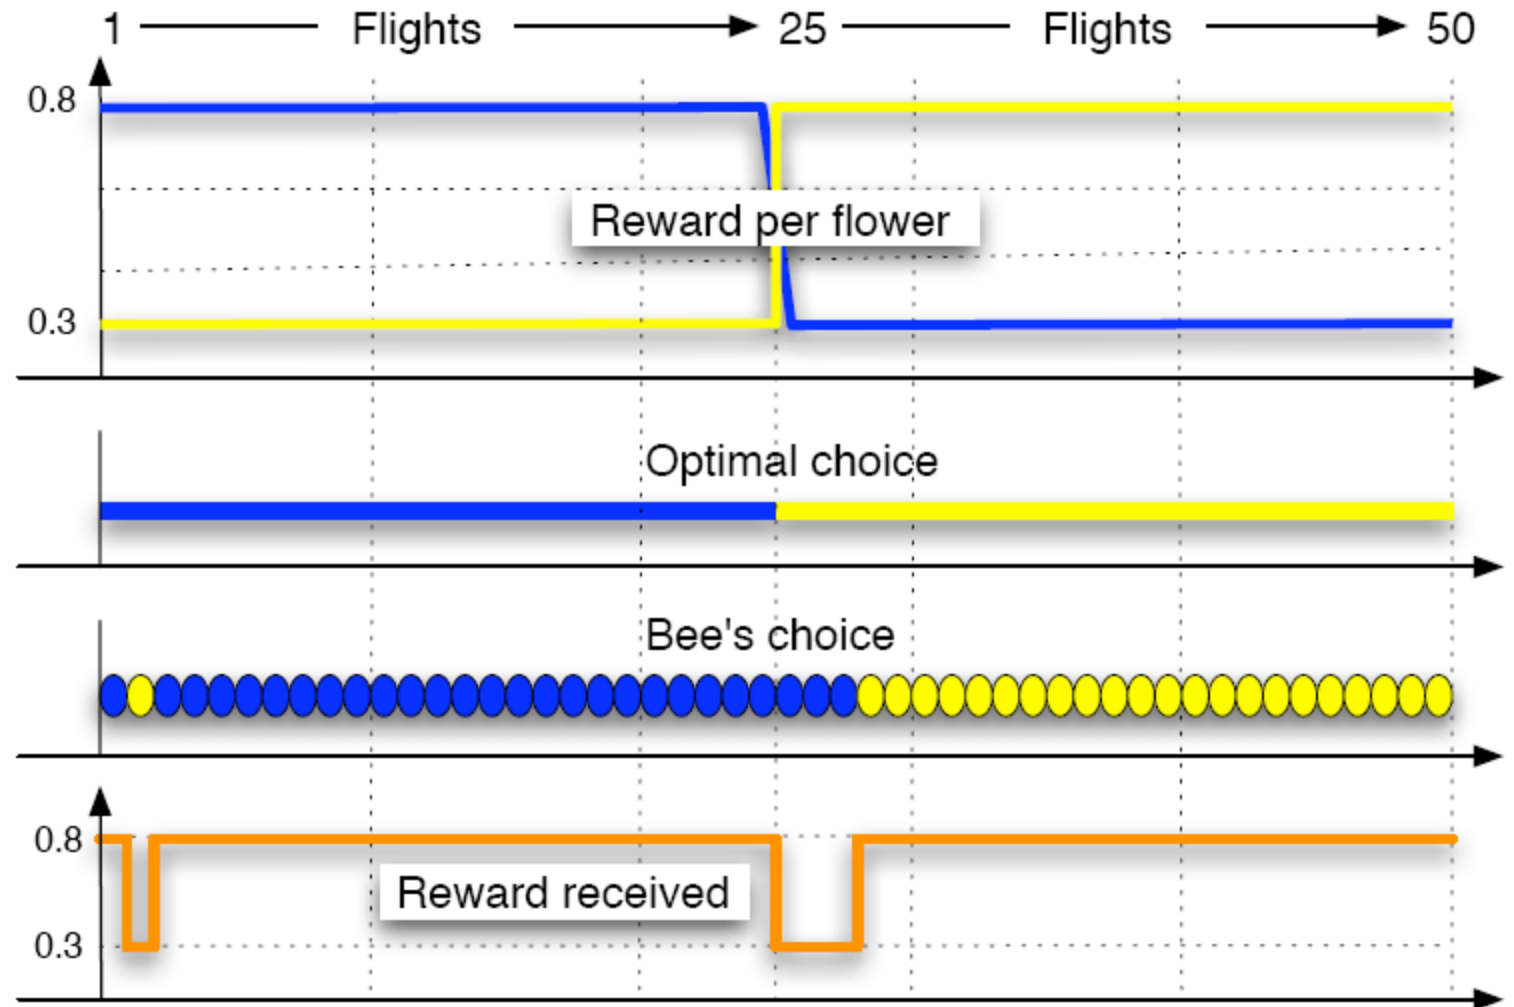 1 Flights 25 Flights 50
0.8
Reward per flower
0.3
Optimal choice
Bee's choice
0.8
Reward received
0.3